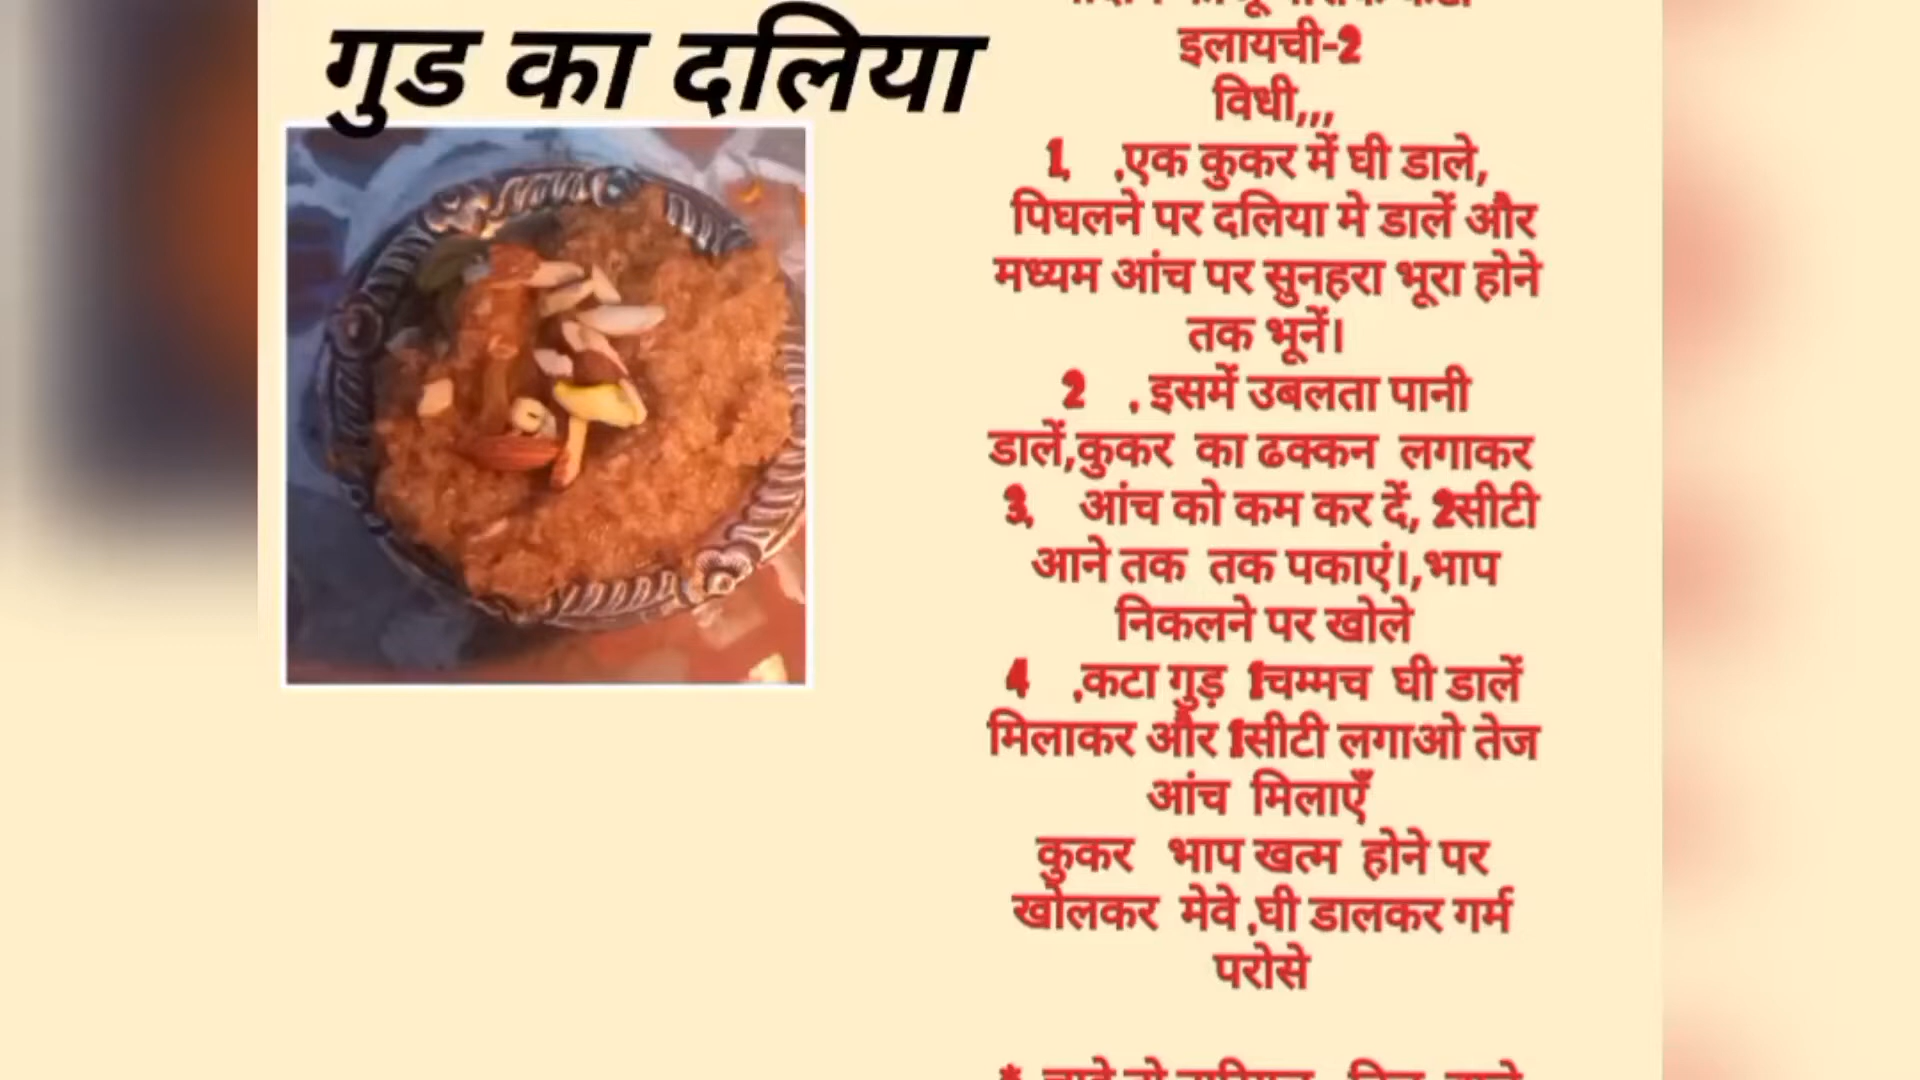 गुड का दलिया
इलायची-2
विधी,,,
1, ,एक कुकर में घी डाले,
पिघलने पर दलिया मे डालें और
मध्यम आंच पर सुनहरा भूरा होने
तक भूनें।
2 , इसमें उबलता पानी
डालें,कुकर का ढक्कन लगाकर
3, आंच को कम कर दें, 2सीटी
आने तक तक पकाएं।,भाप
निकलने पर खोले
4 ,कटा गुड़ 1चम्मच घी डालें
मिलाकर और 1सीटी लगाओ तेज
आंच मिलाएँ
कुकर भाप खत्म होने पर
खोलकर मेवे ,घी डालकर गर्म
परोसे